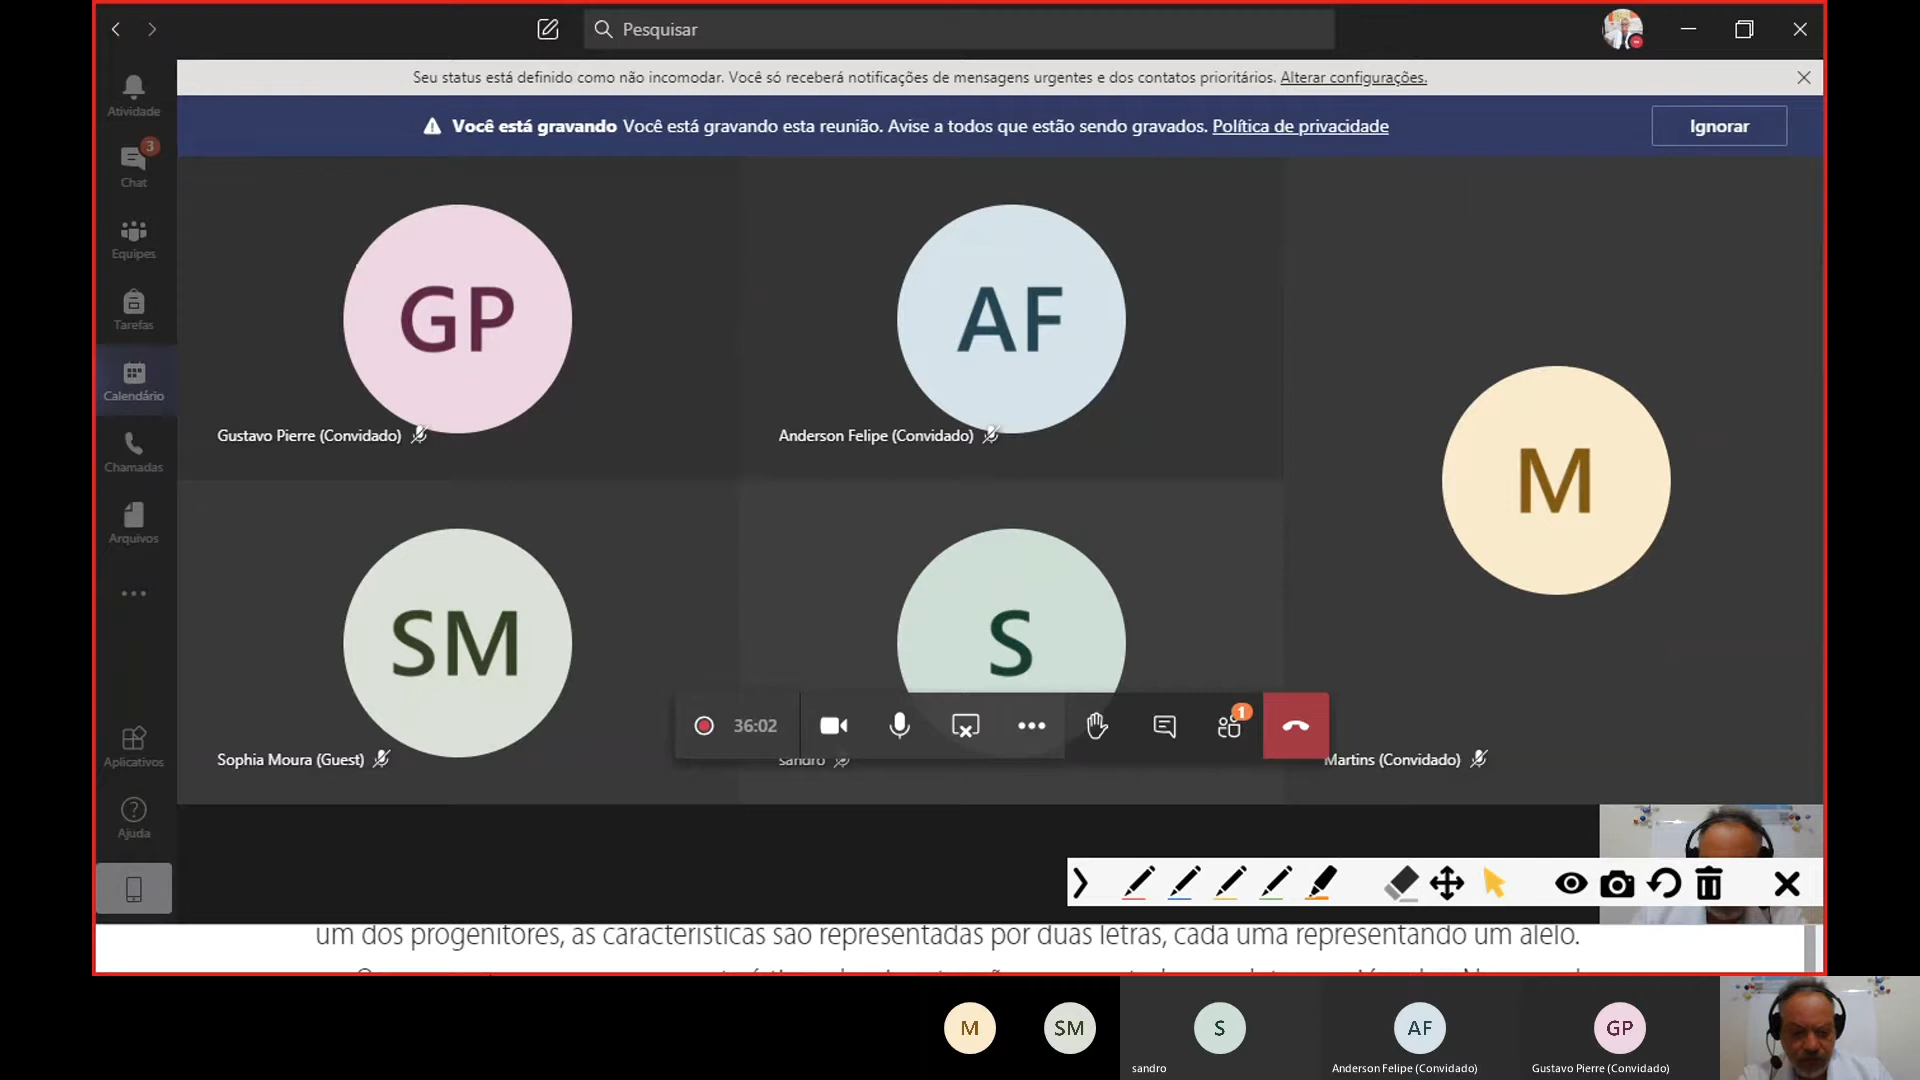 Pesquisar
Seu status está definido como não incomodar. Você só receberá notificações de mensagens urgentes e dos contatos prioritários. Alterar configurações.
Você está gravando Você está gravando esta reunião. Avise a todos que estão sendo gravados. Política de privacidade
Ignorar
Atividade
3
Chat
Equipes
Tarefas
Calendário
Chamadas
Arquivos
Aplicativos
Ajuda
GP
Gustavo Pierre (Convidado)
AF
Anderson Felipe (Convidado)
M
Martins (Convidado)
SM
Sophia Moura (Guest)
S
sandro
36:02
1
um dos progenitores, as características são representadas por duas letras, cada uma representando um alelo.
M
SM
S
sandro
AF
Anderson Felipe (Convidado)
GP
Gustavo Pierre (Convidado)